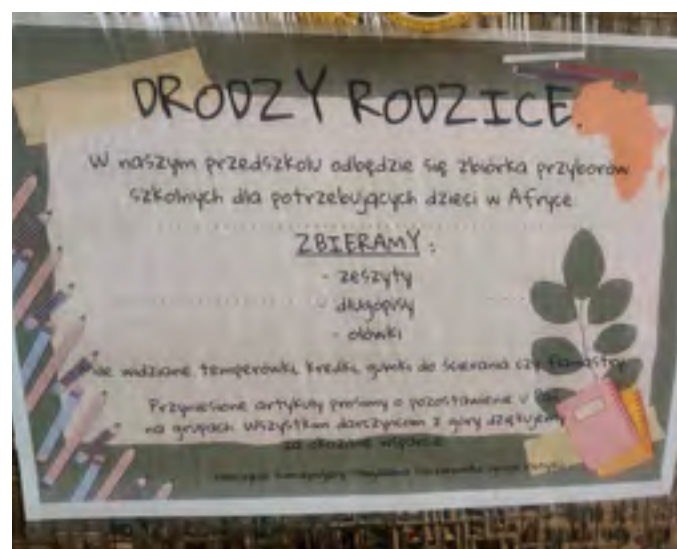 DRODZY RODZICE
W naszym przedszkolu odbędzie się zbiórka przyborów
szkolnych dla potrzebujących dzieci w Afryce.
ZBIERAMY:
- zeszyty
- długopisy
- ołówki
widziane temperówki, kredki, gumki do ścierania czy flamastry.
Przyniesione artykuły prosimy o pozostawienie u
na grupach. Wszystkim darczyńcom z góry dziękujemy
za okazane wsparcie.